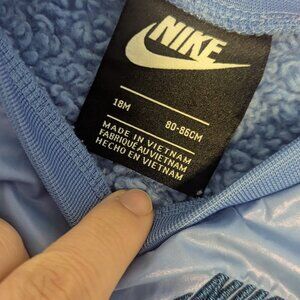 NIKE
18M 80-86CM
MADE IN VIETNAM
FABRIQUÉ AU VIETNAM
HECHO EN VIETNAM